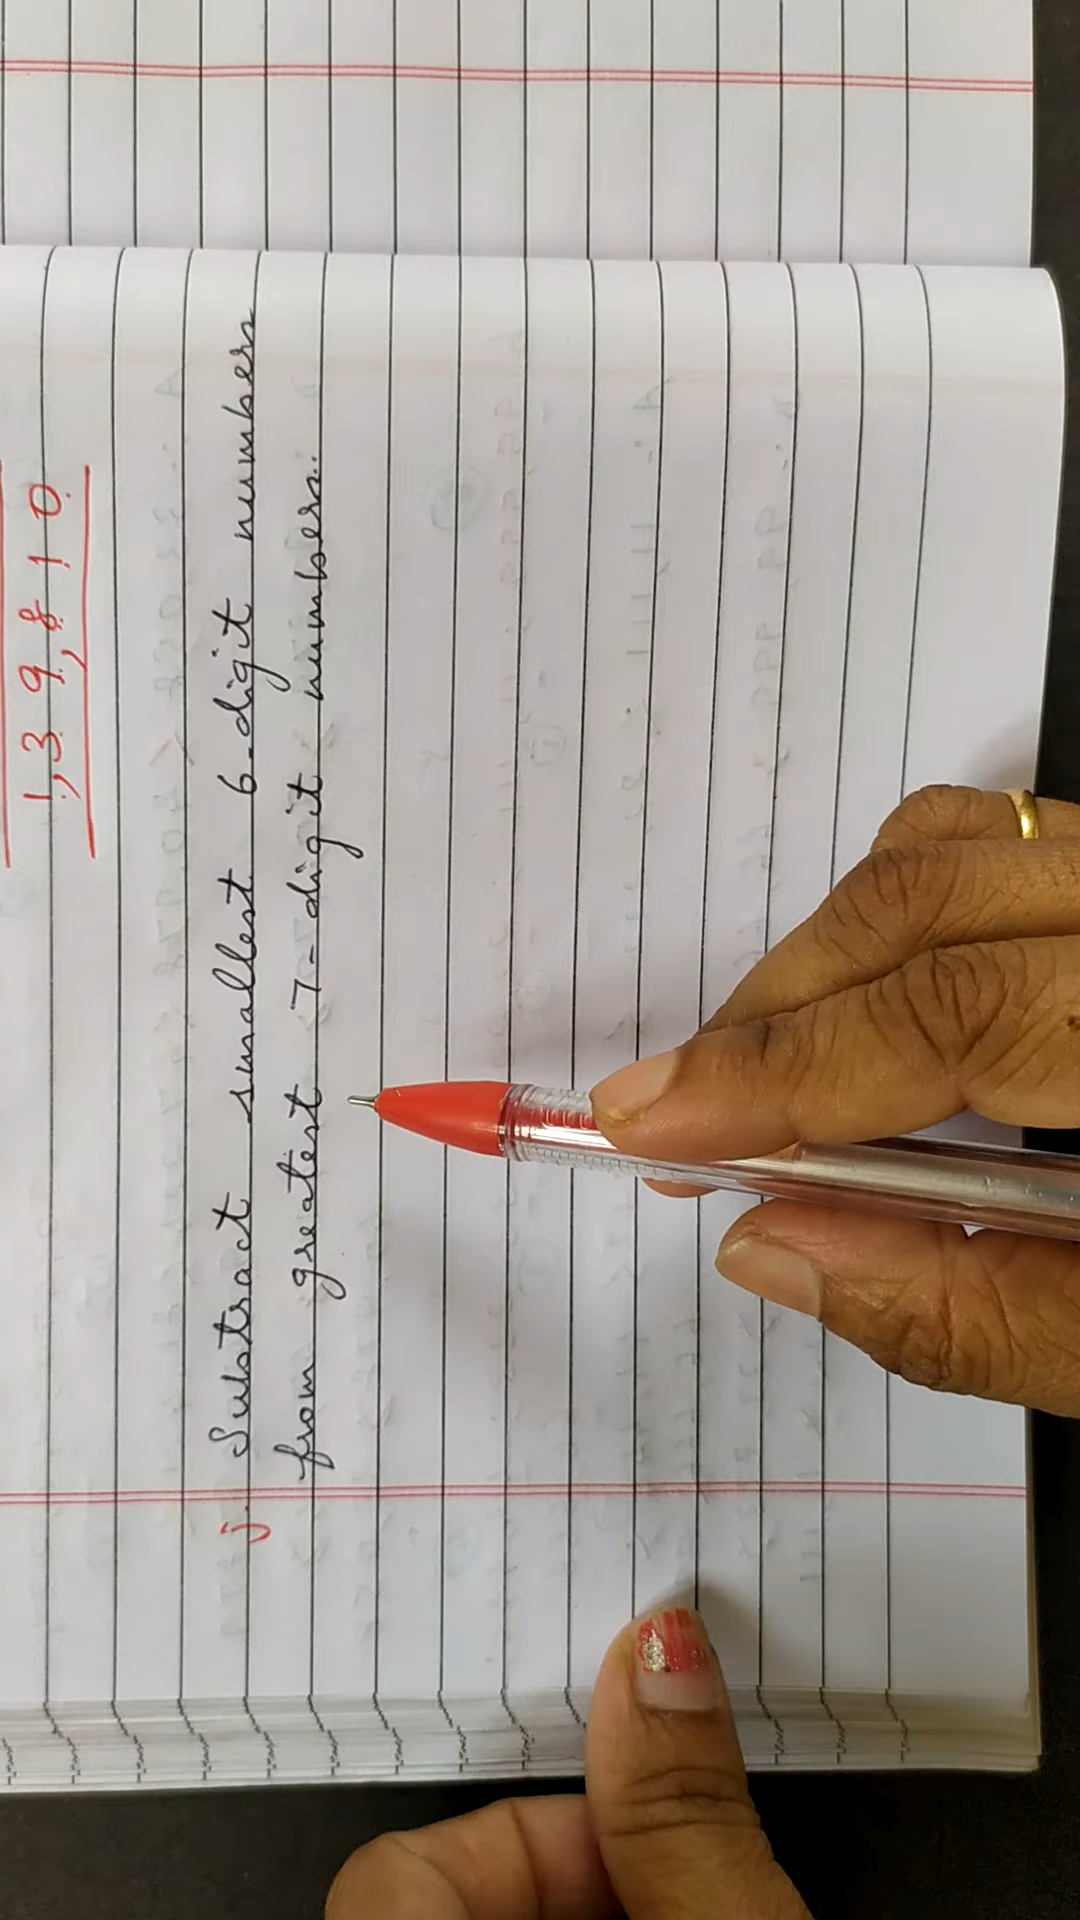 1,39,810
j. Substract smallest 6-digit numbers
from greatest 7-digit numbers.